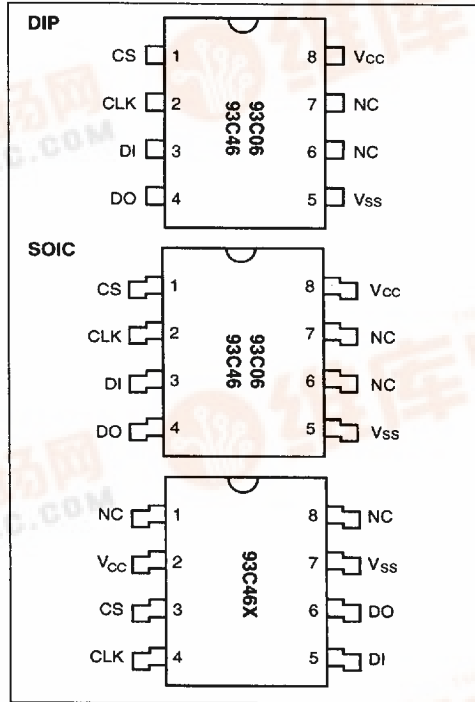 DIP
CS 1 8 Vcc
CLK 2 7 NC
DI 3 6 NC
DO 4 5 Vss
93C06
93C46
SOIC
CS 1 8 Vcc
CLK 2 7 NC
DI 3 6 NC
DO 4 5 Vss
93C06
93C46
NC 1 8 NC
Vcc 2 7 Vss
CS 3 6 DO
CLK 4 5 DI
93C46X